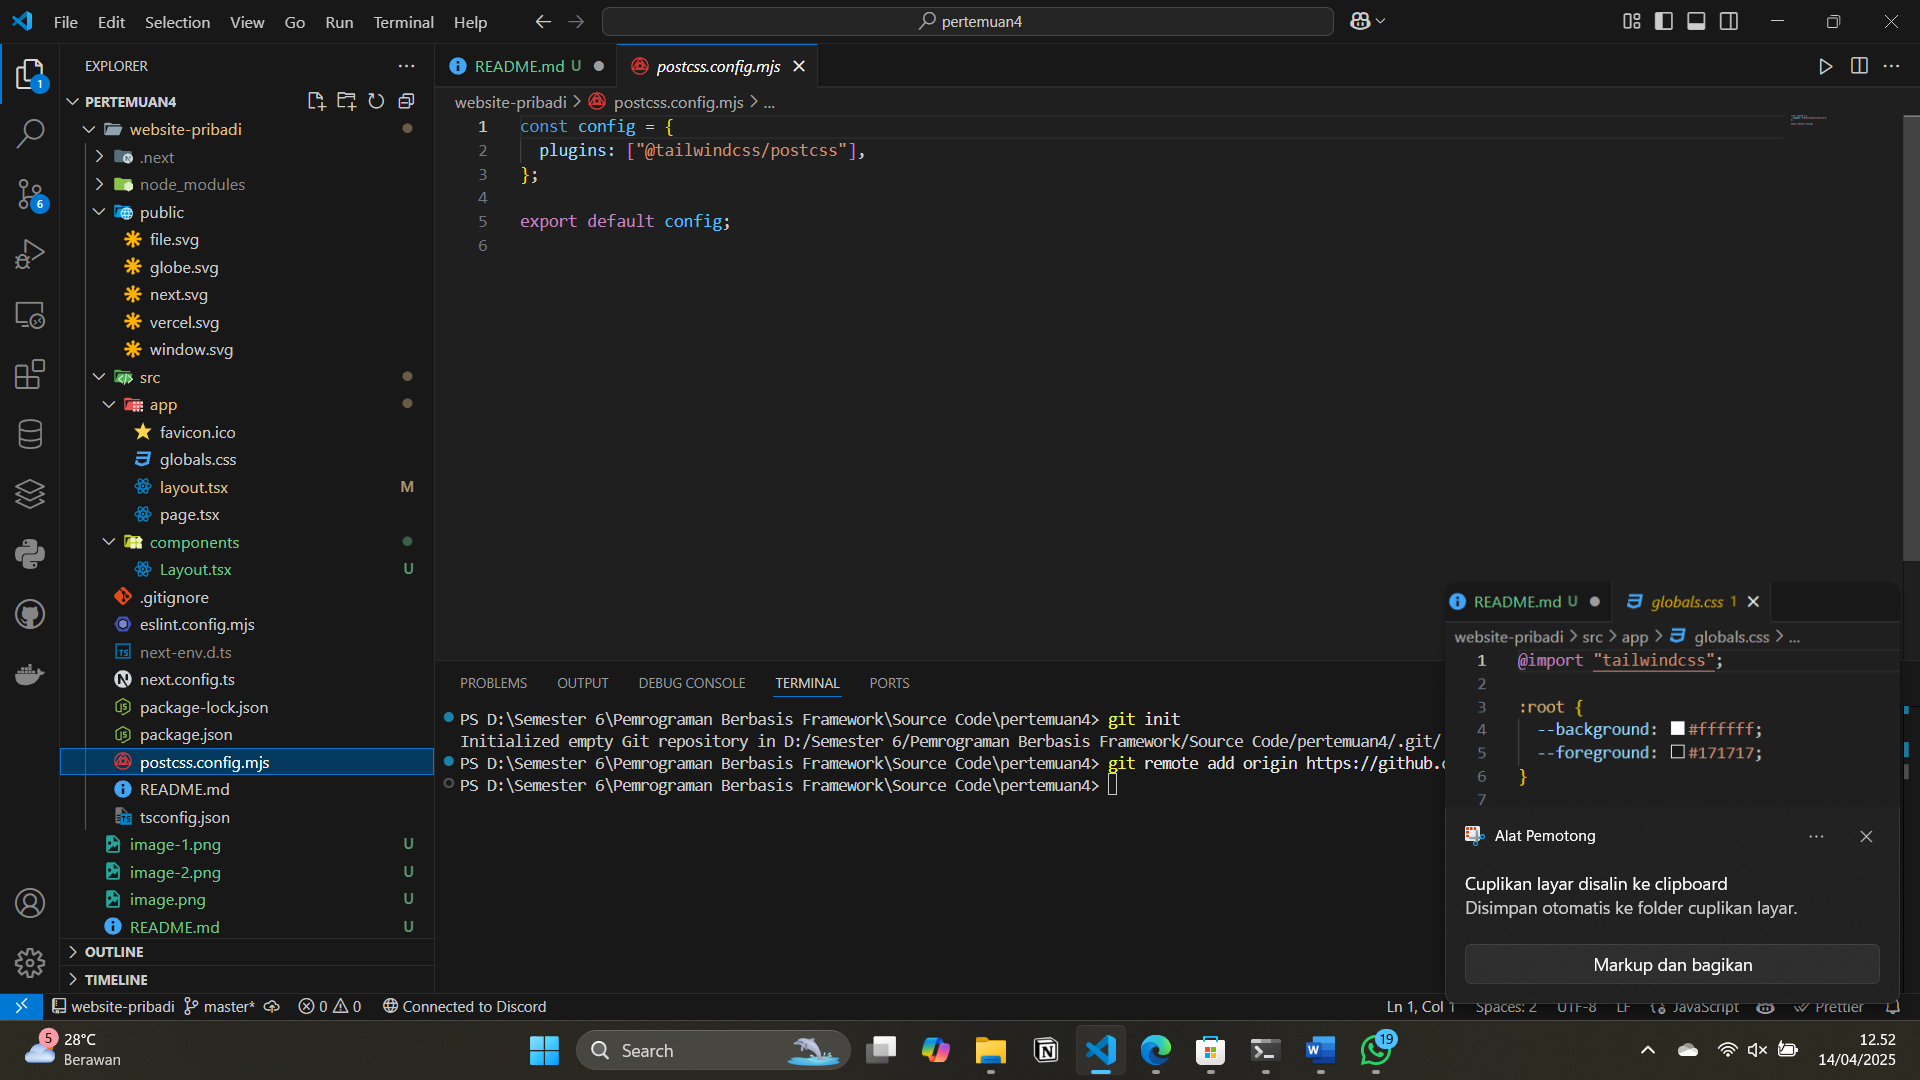 File Edit Selection View Go Run Terminal Help
pertemuan4
EXPLORER
PERTEMUAN4
website-pribadi
.next
node_modules
public
file.svg
globe.svg
next.svg
vercel.svg
window.svg
src
app
favicon.ico
globals.css
layout.tsx M
page.tsx
components
Layout.tsx U
.gitignore
eslint.config.mjs
next-env.d.ts
next.config.ts
package-lock.json
package.json
postcss.config.mjs
README.md
tsconfig.json
image-1.png U
image-2.png U
image.png U
README.md U
OUTLINE
TIMELINE
1
6
README.md U
postcss.config.mjs
website-pribadi > postcss.config.mjs > ...
1 const config = {
2 plugins: ["@tailwindcss/postcss"],
3 };
4
5 export default config;
6
PROBLEMS OUTPUT DEBUG CONSOLE TERMINAL PORTS
PS D:\Semester 6\Pemrograman Berbasis Framework\Source Code\pertemuan4> git init
Initialized empty Git repository in D:/Semester 6/Pemrograman Berbasis Framework/Source Code/pertemuan4/.git/
PS D:\Semester 6\Pemrograman Berbasis Framework\Source Code\pertemuan4> git remote add origin https://github.
PS D:\Semester 6\Pemrograman Berbasis Framework\Source Code\pertemuan4>
README.md U
globals.css 1
website-pribadi > src > app > globals.css > ...
1 @import "tailwindcss";
2
3 :root {
4 --background: #ffffff;
5 --foreground: #171717;
6 }
7
Alat Pemotong
Cuplikan layar disalin ke clipboard
Disimpan otomatis ke folder cuplikan layar.
Markup dan bagikan
website-pribadi master* 0 0 Connected to Discord
Ln 1, Col 1 Spaces: 2 UTF-8 LF JavaScript Prettier
5
28°C
Berawan
Search
19
12.52
14/04/2025